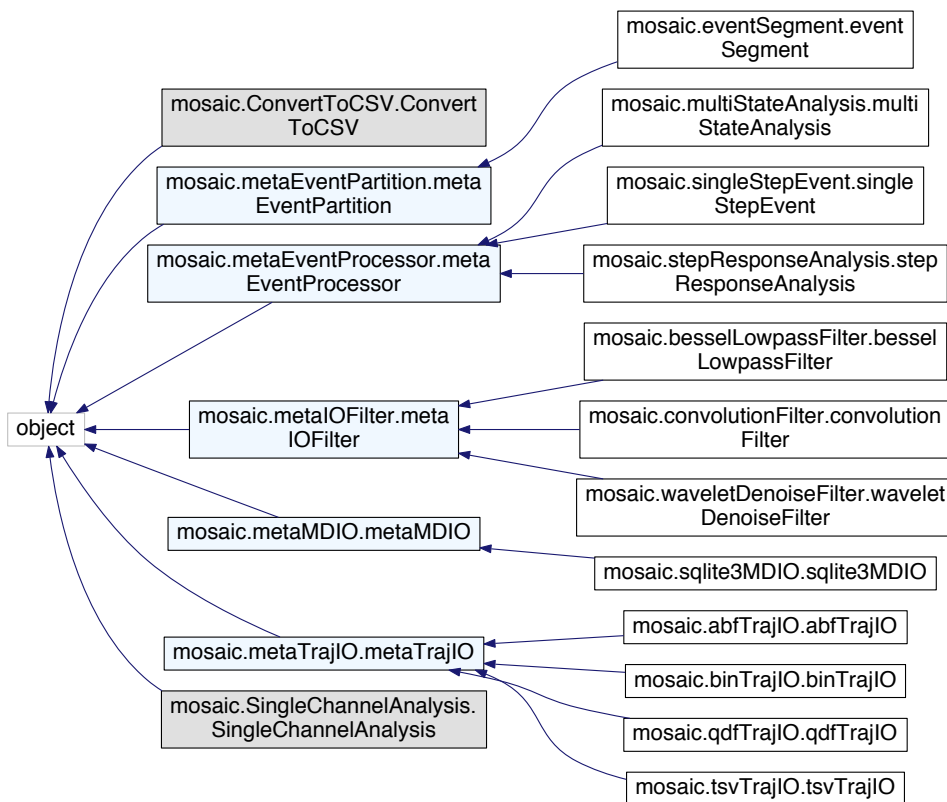 mosaic.eventSegment.event
Segment
mosaic.ConvertToCSV.Convert
ToCSV
mosaic.multiStateAnalysis.multi
StateAnalysis
mosaic.metaEventPartition.meta
EventPartition
mosaic.singleStepEvent.single
StepEvent
mosaic.metaEventProcessor.meta
EventProcessor
mosaic.stepResponseAnalysis.step
ResponseAnalysis
mosaic.besselLowpassFilter.bessel
LowpassFilter
object
mosaic.metaIOFilter.meta
IOFilter
mosaic.convolutionFilter.convolution
Filter
mosaic.waveletDenoiseFilter.wavelet
DenoiseFilter
mosaic.metaMDIO.metaMDIO
mosaic.sqlite3MDIO.sqlite3MDIO
mosaic.abfTrajIO.abfTrajIO
mosaic.metaTrajIO.metaTrajIO
mosaic.binTrajIO.binTrajIO
mosaic.SingleChannelAnalysis.
SingleChannelAnalysis
mosaic.qdfTrajIO.qdfTrajIO
mosaic.tsvTrajIO.tsvTrajIO